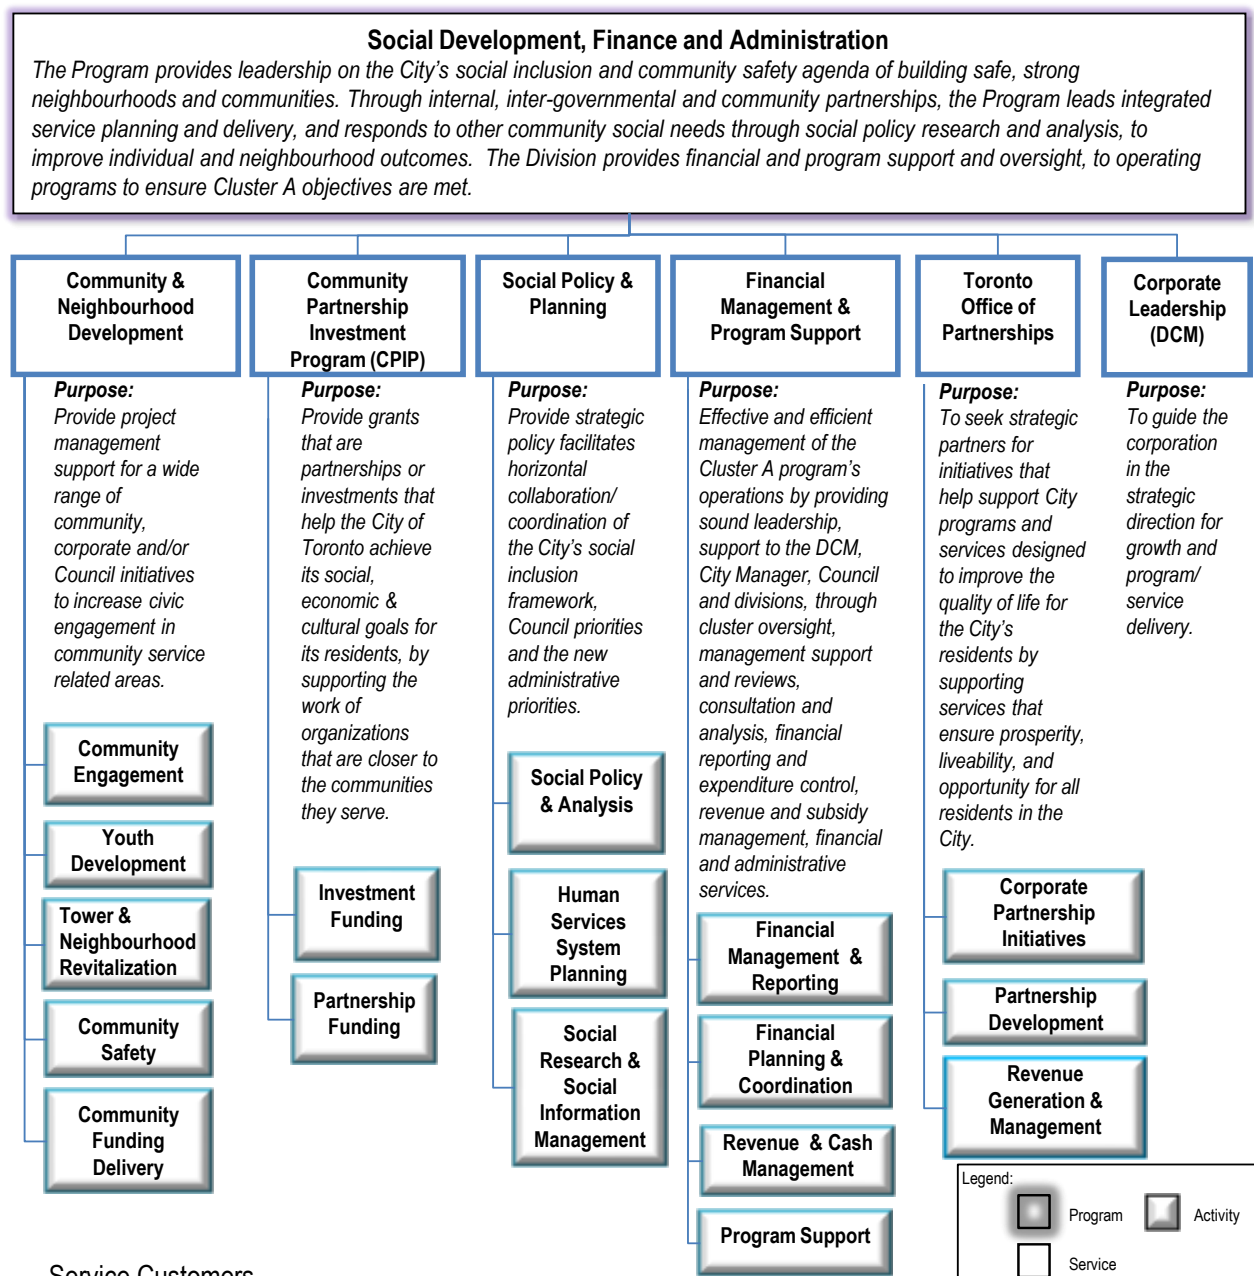 Social Development, Finance and Administration
The Program provides leadership on the City's social inclusion and community safety agenda of building safe, strong
neighbourhoods and communities. Through internal, inter-governmental and community partnerships, the Program leads integrated
service planning and delivery, and responds to other community social needs through social policy research and analysis, to
improve individual and neighbourhood outcomes. The Division provides financial and program support and oversight, to operating
programs to ensure Cluster A objectives are met.
Community &
Neighbourhood
Development
Purpose:
Provide project
management
support for a wide
range of
community,
corporate and/or
Council initiatives
to increase civic
engagement in
community service
related areas.
Community
Engagement
Youth
Development
Tower &
Neighbourhood
Revitalization
Community
Safety
Community
Funding
Delivery
Community
Partnership
Investment
Program (CPIP)
Purpose:
Provide grants
that are
partnerships or
investments that
help the City of
Toronto achieve
its social,
economic &
cultural goals for
its residents, by
supporting the
work of
organizations
that are closer to
the communities
they serve.
Investment
Funding
Partnership
Funding
Social Policy &
Planning
Purpose:
Provide strategic
policy facilitates
horizontal
collaboration/
coordination of
the City's social
inclusion
framework,
Council priorities
and the new
administrative
priorities.
Social Policy
& Analysis
Human
Services
System
Planning
Social
Research &
Social
Information
Management
Financial
Management &
Program Support
Purpose:
Effective and efficient
management of the
Cluster A program's
operations by providing
sound leadership,
support to the DCM,
City Manager, Council
and divisions, through
cluster oversight,
management support
and reviews,
consultation and
analysis, financial
reporting and
expenditure control,
revenue and subsidy
management, financial
and administrative
services.
Financial
Management &
Reporting
Financial
Planning &
Coordination
Revenue & Cash
Management
Program Support
Toronto
Office of
Partnerships
Purpose:
To seek strategic
partners for
initiatives that
help support City
programs and
services designed
to improve the
quality of life for
the City's
residents by
supporting
services that
ensure prosperity,
liveability, and
opportunity for all
residents in the
City.
Corporate
Partnership
Initiatives
Partnership
Development
Revenue
Generation &
Management
Corporate
Leadership
(DCM)
Purpose:
To guide the
corporation
in the
strategic
direction for
growth and
program/
service
delivery.
Legend:
Program
Activity
Service
Service Customers